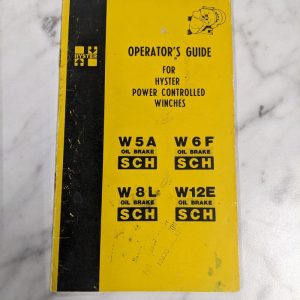 OPERATOR'S GUIDE
HYSTER
FOR
HYSTER
POWER CONTROLLED
WINCHES
W5A W6F
OIL BRAKE OIL BRAKE
SCH SCH
W8L W12E
OIL BRAKE OIL BRAKE
SCH SCH